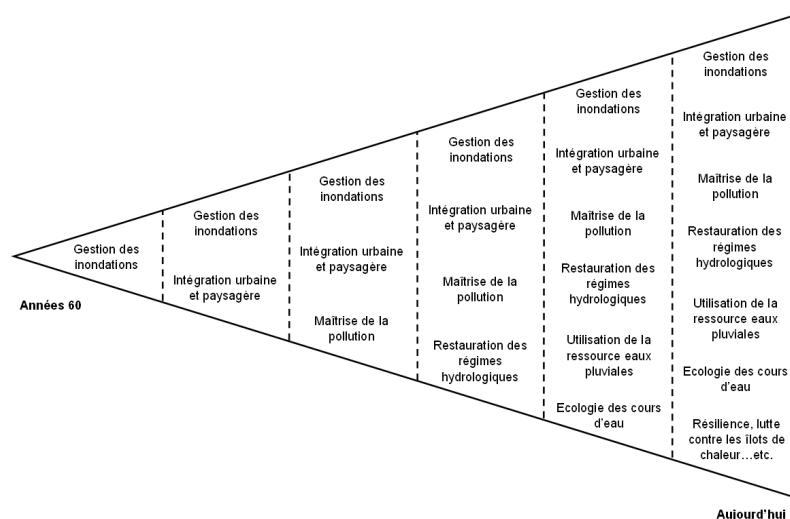 Gestion des
inondations
Années 60
Gestion des
inondations
Intégration urbaine
et paysagère
Gestion des
inondations
Intégration urbaine
et paysagère
Maîtrise de la
pollution
Gestion des
inondations
Intégration urbaine
et paysagère
Maîtrise de la
pollution
Restauration des
régimes
hydrologiques
Gestion des
inondations
Intégration urbaine
et paysagère
Maîtrise de la
pollution
Restauration des
régimes
hydrologiques
Utilisation de la
ressource eaux
pluviales
Ecologie des cours
d'eau
Gestion des
inondations
Intégration urbaine
et paysagère
Maîtrise de la
pollution
Restauration des
régimes
hydrologiques
Utilisation de la
ressource eaux
pluviales
Ecologie des cours
d'eau
Résilience, lutte
contre les îlots de
chaleur...etc.
Aujourd'hui